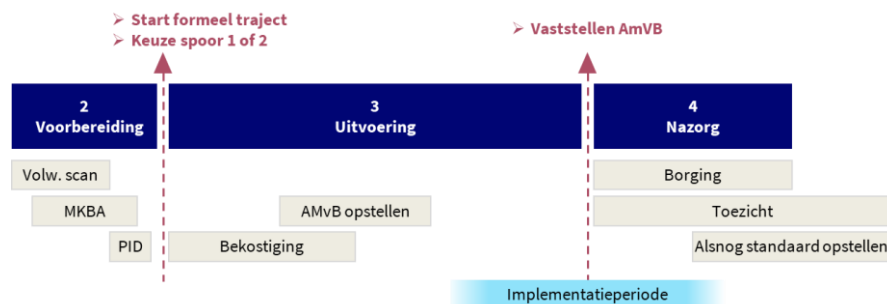 ➢ Start formeel traject
➢ Keuze spoor 1 of 2
➢ Vaststellen AmVB
2
Voorbereiding
3
Uitvoering
4
Nazorg
Volw. scan
Borging
MKBA
AMvB opstellen
Toezicht
PID
Bekostiging
Alsnog standaard opstellen
Implementatieperiode